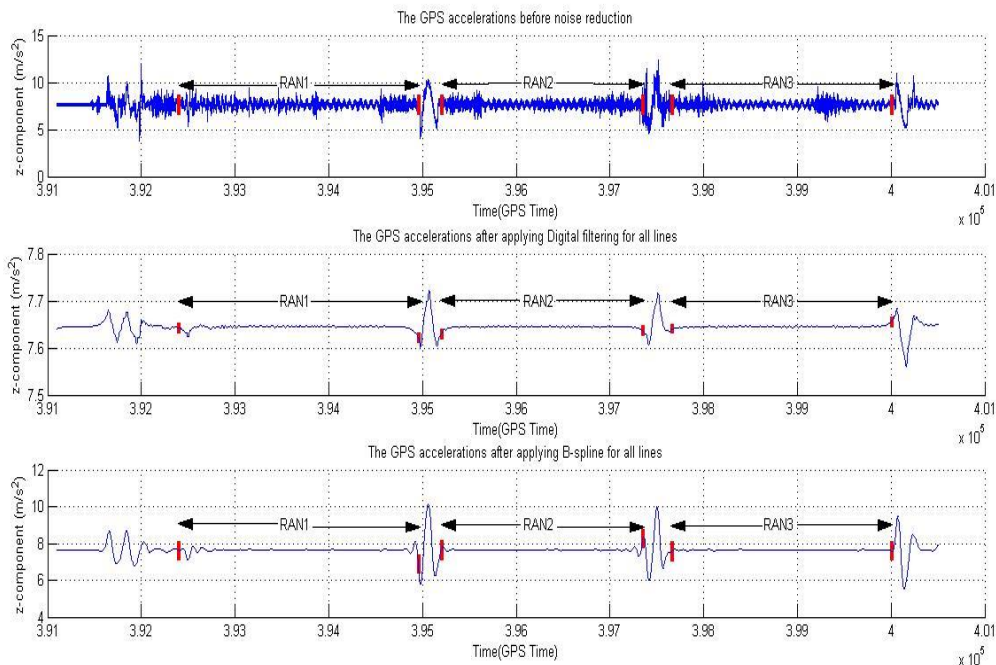 The GPS accelerations before noise reduction
z-component (m/s²)
15
10
5
0
RAN1
RAN2
RAN3
3.91 3.92 3.93 3.94 3.95 3.96 3.97 3.98 3.99 4 4.01
Time(GPS Time)
x 10⁵
The GPS accelerations after applying Digital filtering for all lines
z-component (m/s²)
7.8
7.7
7.6
7.5
RAN1
RAN2
RAN3
3.91 3.92 3.93 3.94 3.95 3.96 3.97 3.98 3.99 4 4.01
Time(GPS Time)
x 10⁵
The GPS accelerations after applying B-spline for all lines
z-component (m/s²)
12
10
8
6
4
RAN1
RAN2
RAN3
3.91 3.92 3.93 3.94 3.95 3.96 3.97 3.98 3.99 4 4.01
Time(GPS Time)
x 10⁵